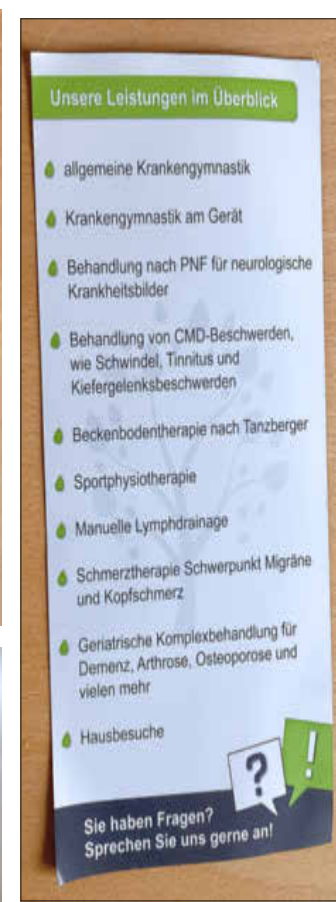 Unsere Leistungen im Überblick
allgemeine Krankengymnastik
Krankengymnastik am Gerät
Behandlung nach PNF für neurologische
Krankheitsbilder
Behandlung von CMD-Beschwerden,
wie Schwindel, Tinnitus und
Kiefergelenksbeschwerden
Beckenbodentherapie nach Tanzberger
Sportphysiotherapie
Manuelle Lymphdrainage
Schmerztherapie Schwerpunkt Migräne
und Kopfschmerz
Geriatrische Komplexbehandlung für
Demenz, Arthrose, Osteoporose und
vielen mehr
Hausbesuche
? !
Sie haben Fragen?
Sprechen Sie uns gerne an!